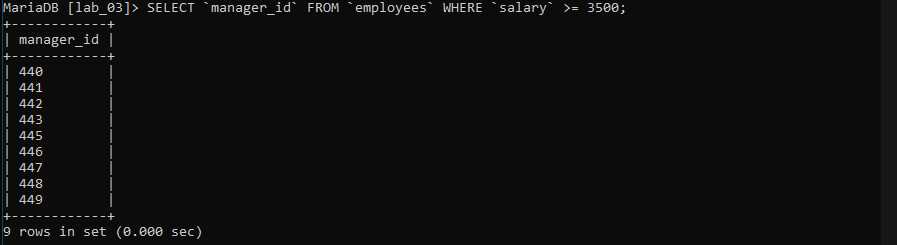 MariaDB [lab_03]> SELECT `manager_id` FROM `employees` WHERE `salary` >= 3500;
+------------+
| manager_id |
+------------+
| 440        |
| 441        |
| 442        |
| 443        |
| 445        |
| 446        |
| 447        |
| 448        |
| 449        |
+------------+
9 rows in set (0.000 sec)